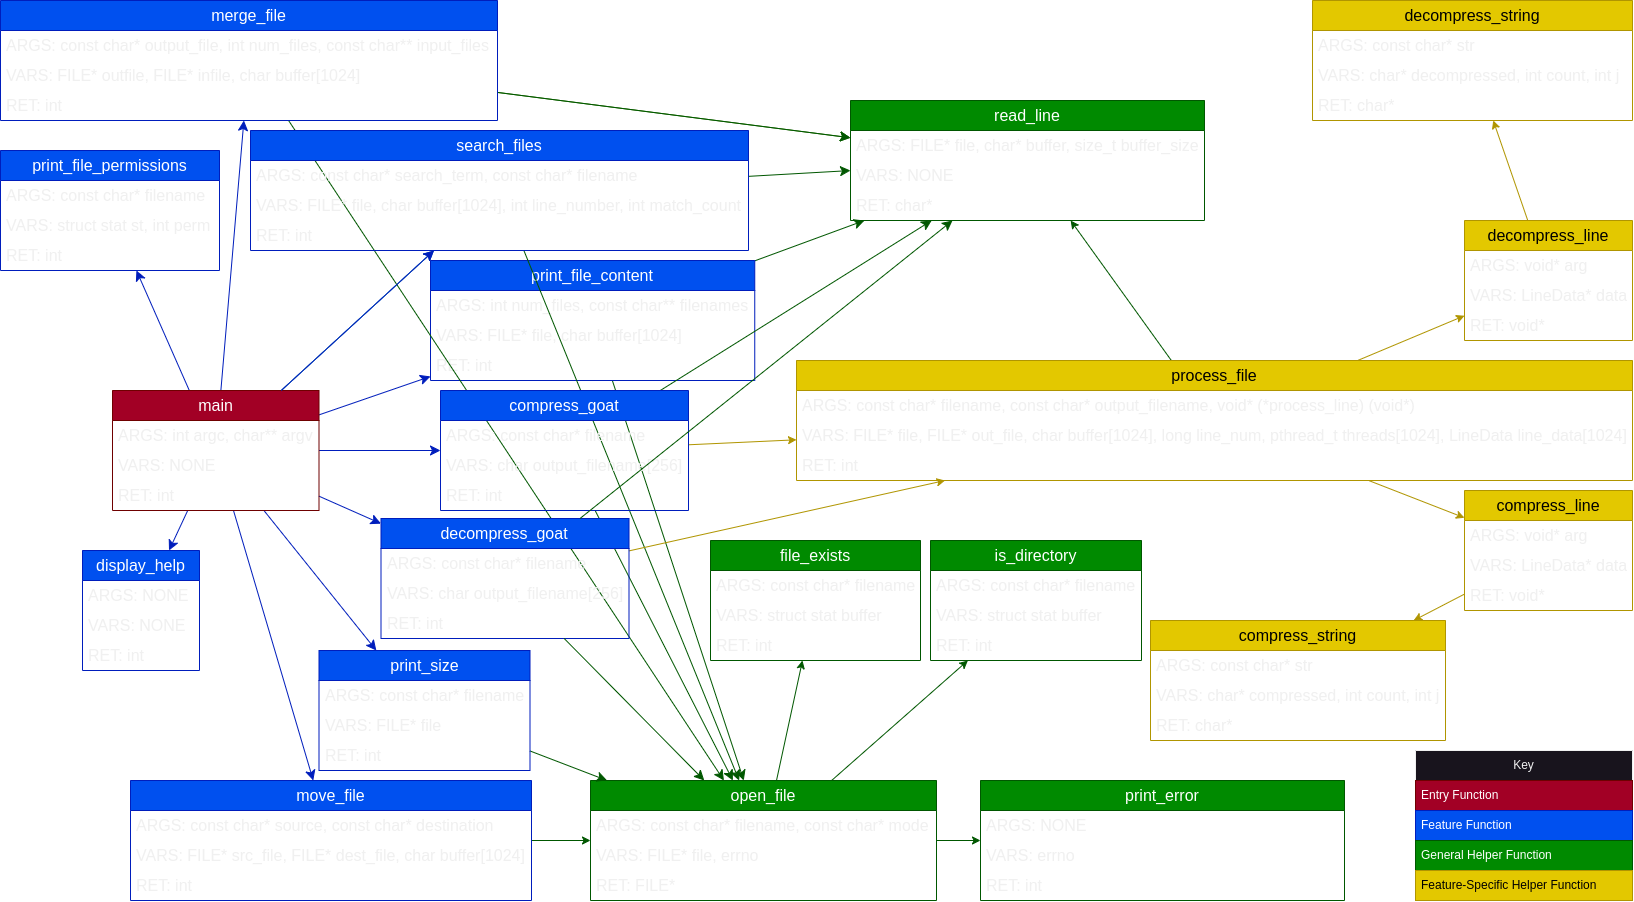 merge_file
ARGS: const char* output_file, int num_files, const char** input_files
VARS: FILE* outfile, FILE* infile, char buffer[1024]
RET: int
decompress_string
ARGS: const char* str
VARS: char* decompressed, int count, int j
RET: char*
read_line
ARGS: FILE* file, char* buffer, size_t buffer_size
VARS: NONE
RET: char*
search_files
ARGS: const char* search_term, const char* filename
VARS: FILE* file, char buffer[1024], int line_number, int match_count
RET: int
print_file_permissions
ARGS: const char* filename
VARS: struct stat st, int perm
RET: int
decompress_line
ARGS: void* arg
VARS: LineData* data
RET: void*
print_file_content
ARGS: int num_files, const char** filenames
VARS: FILE* file, char buffer[1024]
RET: int
process_file
ARGS: const char* filename, const char* output_filename, void* (*process_line) (void*)
VARS: FILE* file, FILE* out_file, char buffer[1024], long line_num, pthread_t threads[1024], LineData line_data[1024]
RET: int
main
ARGS: int argc, char** argv
VARS: NONE
RET: int
compress_goat
ARGS: const char* filename
VARS: char output_filename[256]
RET: int
compress_line
ARGS: void* arg
VARS: LineData* data
RET: void*
decompress_goat
ARGS: const char* filename
VARS: char output_filename[256]
RET: int
file_exists
ARGS: const char* filename
VARS: struct stat buffer
RET: int
is_directory
ARGS: const char* filename
VARS: struct stat buffer
RET: int
display_help
ARGS: NONE
VARS: NONE
RET: int
compress_string
ARGS: const char* str
VARS: char* compressed, int count, int j
RET: char*
print_size
ARGS: const char* filename
VARS: FILE* file
RET: int
move_file
ARGS: const char* source, const char* destination
VARS: FILE* src_file, FILE* dest_file, char buffer[1024]
RET: int
open_file
ARGS: const char* filename, const char* mode
VARS: FILE* file, errno
RET: FILE*
print_error
ARGS: NONE
VARS: errno
RET: int
Key
Entry Function
Feature Function
General Helper Function
Feature-Specific Helper Function